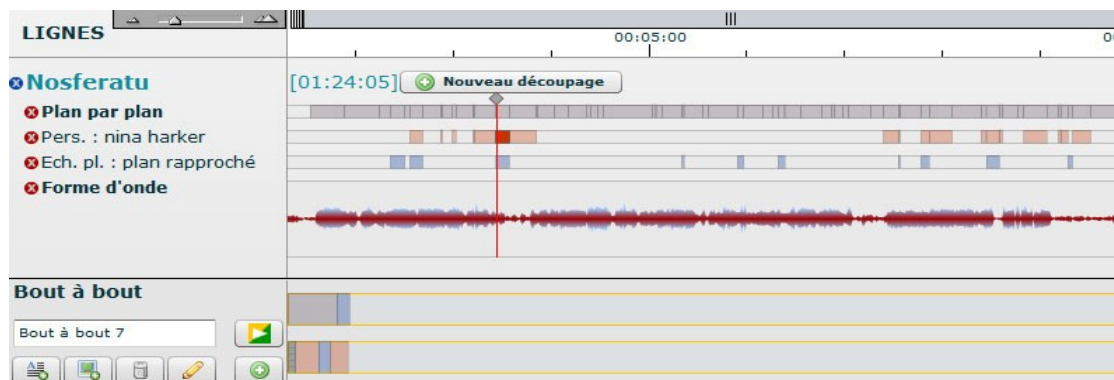 LIGNES
00:05:00
Nosferatu
[01:24:05] Nouveau découpage
Plan par plan
Pers. : nina harker
Ech. pl. : plan rapproché
Forme d'onde
Bout à bout
Bout à bout 7